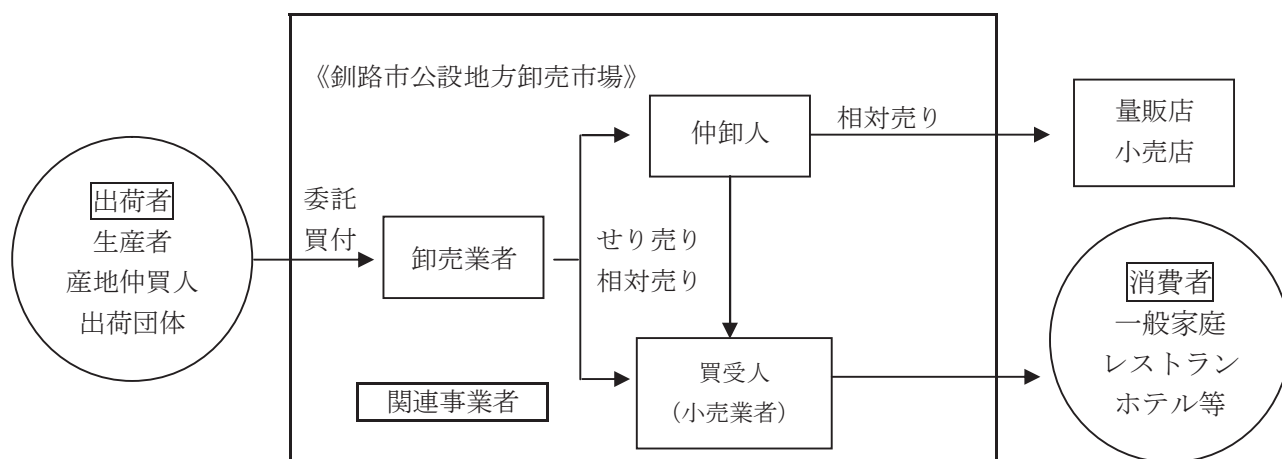 《釧路市公設地方卸売市場》
出荷者
生産者
産地仲買人
出荷団体
委託
買付
卸売業者
せり売り
相対売り
仲卸人
相対売り
量販店
小売店
買受人
（小売業者）
関連事業者
消費者
一般家庭
レストラン
ホテル等